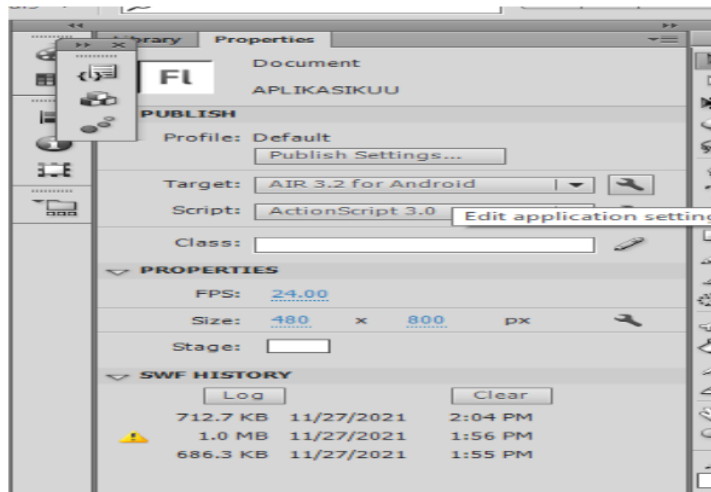 Library Properties
Fl
Document
APLIKASIKUU
PUBLISH
Profile: Default
Publish Settings...
Target: AIR 3.2 for Android
Script: ActionScript 3.0
Edit application setting
Class:
PROPERTIES
FPS: 24.00
Size: 480 x 800 px
Stage:
SWF HISTORY
Log Clear
712.7 KB 11/27/2021 2:04 PM
1.0 MB 11/27/2021 1:56 PM
686.3 KB 11/27/2021 1:55 PM